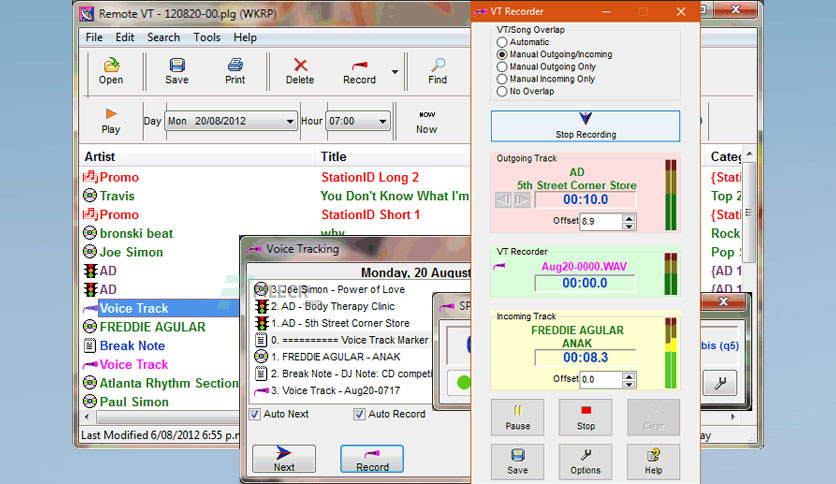 Remote VT - 120820-00.plg (WKRP)
File Edit Search Tools Help
Open Save Print Delete Record Find
Play Day Mon 20/08/2012 Hour 07:00 NOW Now
Artist Title Categ
Promo StationID Long 2 {Stati
Travis You Don't Know What I'm Top 2
Promo StationID Short 1 {Stati
bronski beat why Rock
Joe Simon Pop
AD {AD 1
AD {AD 1
Voice Track
FREDDIE AGULAR
Break Note
Voice Track
Atlanta Rhythm Section
Paul Simon
Last Modified 6/08/2012 6:55 p.m
Voice Tracking
Monday, 20 August
3. Joe Simon - Power of Love
2. AD - Body Therapy Clinic
1. AD - 5th Street Corner Store
0. ========== Voice Track Marker
1. FREDDIE AGULAR - ANAK
2. Break Note - DJ Note: CD competi
3. Voice Track - Aug20-0717
Auto Next Auto Record
Next Record
SP
bis (q5)
ay
VT Recorder
VT/Song Overlap
Automatic
Manual Outgoing/Incoming
Manual Outgoing Only
Manual Incoming Only
No Overlap
Stop Recording
Outgoing Track
AD
5th Street Corner Store
00:10.0
Offset 8.9
VT Recorder
Aug20-0000.WAV
00:00.0
Incoming Track
FREDDIE AGULAR
ANAK
00:08.3
Offset 0.0
Pause Stop Clear
Save Options Help